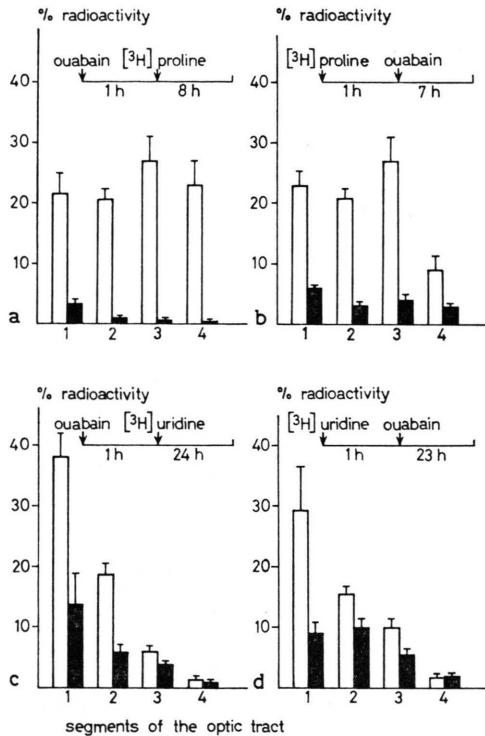 % radioactivity
ouabain [³H] proline
1 h 8 h
40
30
20
10
a
1 2 3 4
% radioactivity
[³H] proline ouabain
1 h 7 h
40
30
20
10
b
1 2 3 4
% radioactivity
ouabain [³H] uridine
1 h 24 h
40
30
20
10
c
1 2 3 4
% radioactivity
[³H] uridine ouabain
1 h 23 h
40
30
20
10
d
1 2 3 4
segments of the optic tract